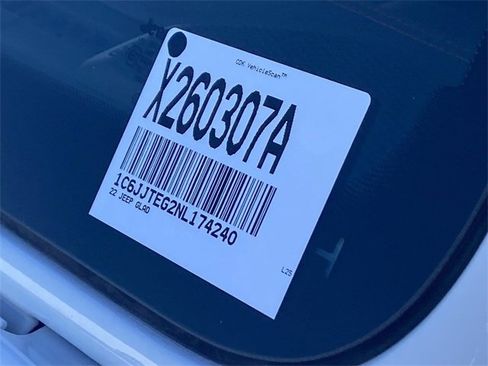 CDK VehicleScan™
X260307A
1C6JJTEG2NL174240
22 JEEP GLAD
L25